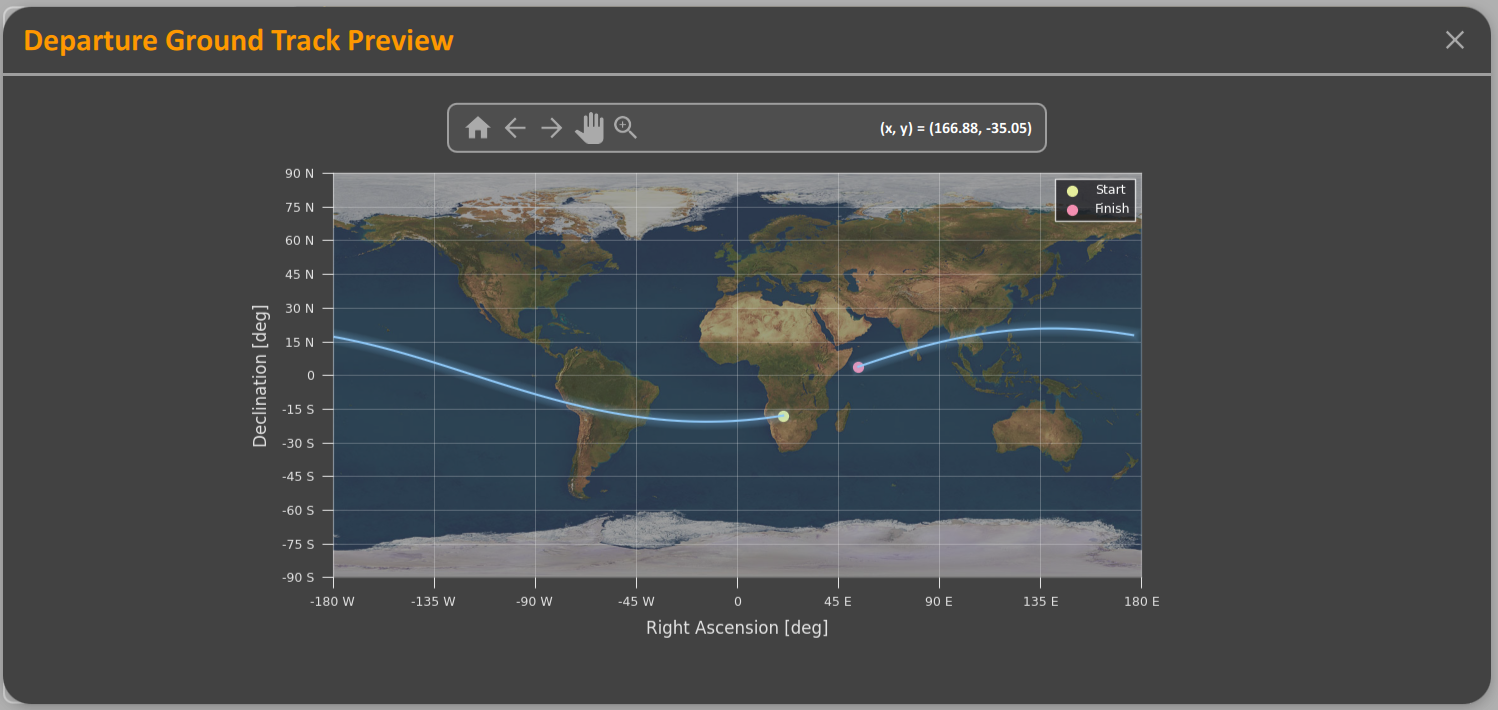 Departure Ground Track Preview
(x, y) = (166.88, -35.05)
Start
Finish
90 N
75 N
60 N
45 N
30 N
15 N
0
-15 S
-30 S
-45 S
-60 S
-75 S
-90 S
Declination [deg]
-180 W -135 W -90 W -45 W 0 45 E 90 E 135 E 180 E
Right Ascension [deg]